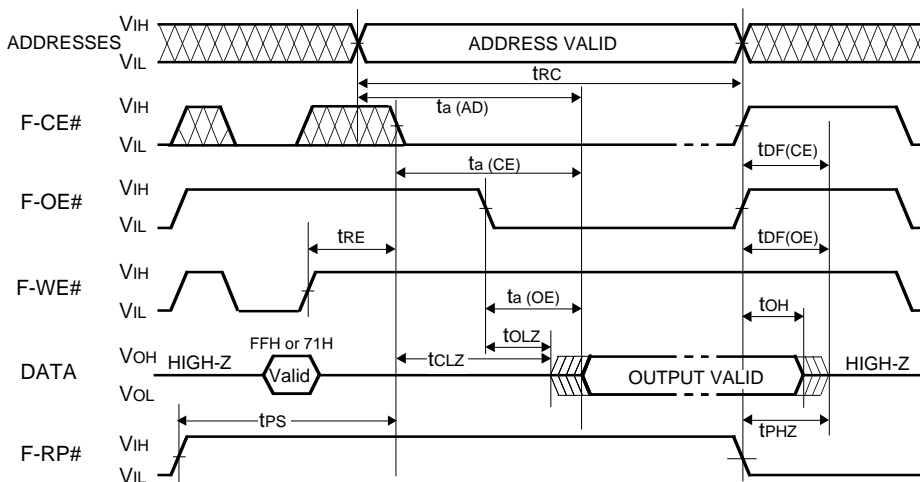 ADDRESSES VIH
VIL
ADDRESS VALID
tRC
ta (AD)
F-CE# VIH
VIL
ta (CE)
tDF(CE)
F-OE# VIH
VIL
tRE
tDF(OE)
F-WE# VIH
VIL
ta (OE)
tOH
tOLZ
DATA VOH
VOL
HIGH-Z
FFH or 71H
Valid
tCLZ
OUTPUT VALID
HIGH-Z
tPS
tPHZ
F-RP# VIH
VIL